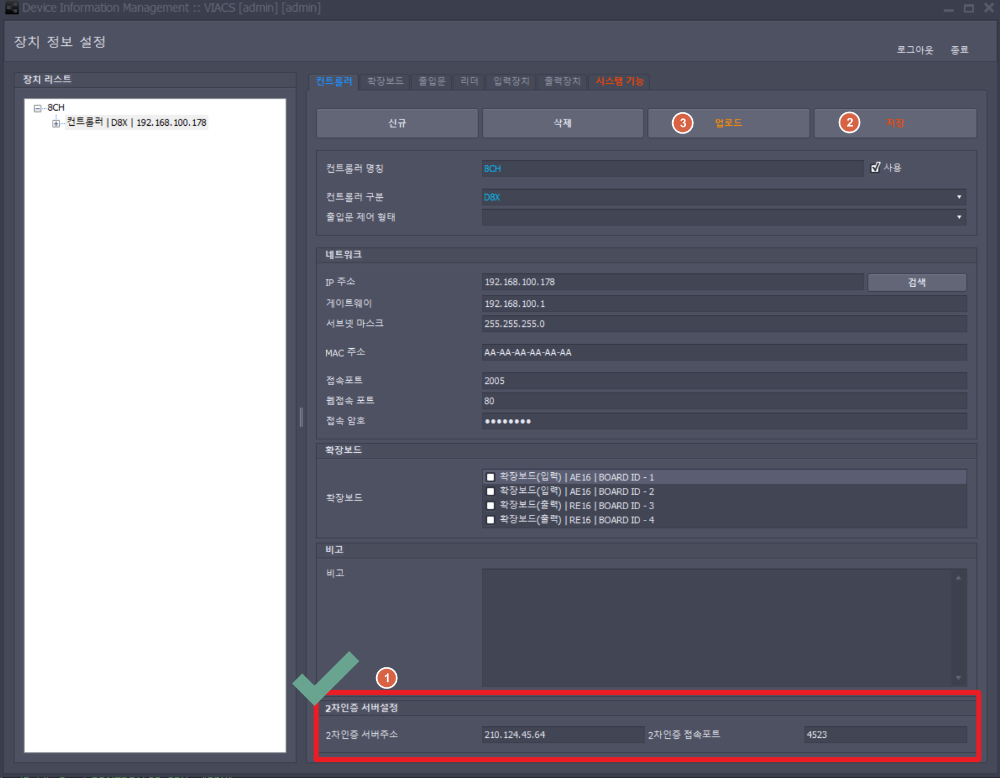 Device Information Management :: VIACS [admin] [admin]
장치 정보 설정
로그아웃 종료
장치 리스트
8CH
컨트롤러 | D8X | 192.168.100.178
컨트롤러 확장보드 출입문 리더 입력장치 출력장치 시스템 기능
신규 삭제 3 업로드 2 저장
컨트롤러 명칭 8CH 사용
컨트롤러 구분 D8X
출입문 제어 형태
네트워크
IP 주소 192.168.100.178 검색
게이트웨이 192.168.100.1
서브넷 마스크 255.255.255.0
MAC 주소 AA-AA-AA-AA-AA-AA
접속포트 2005
웹접속 포트 80
접속 암호 ●●●●●●●●
확장보드
확장보드
확장보드(입력) | AE16 | BOARD ID - 1
확장보드(입력) | AE16 | BOARD ID - 2
확장보드(출력) | RE16 | BOARD ID - 3
확장보드(출력) | RE16 | BOARD ID - 4
비고
비고
1
2차인증 서버설정
2차인증 서버주소 210.124.45.64 2차인증 접속포트 4523